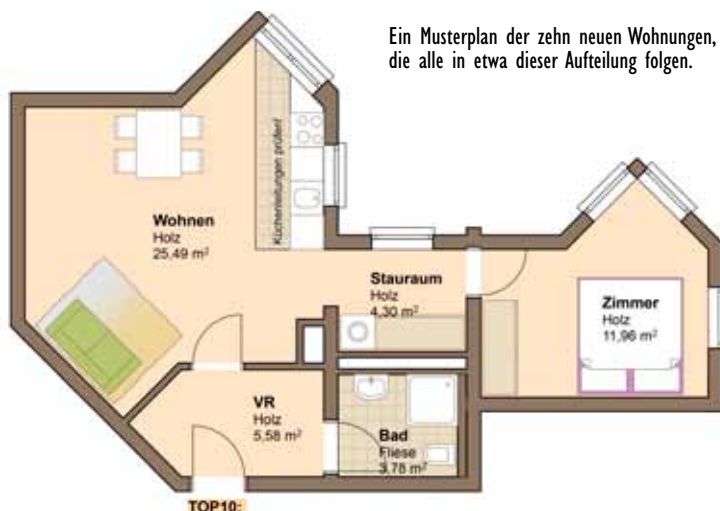 Ein Musterplan der zehn neuen Wohnungen,
die alle in etwa dieser Aufteilung folgen.
Küchenleitungen prüfen!
Wohnen
Holz
25,49 m²
Stauraum
Holz
4,30 m²
Zimmer
Holz
11,96 m²
VR
Holz
5,58 m²
Bad
Fliese
3,78 m²
TOP10: